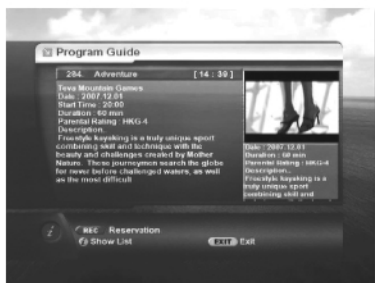 Program Guide
284. Adventure [ 14 : 39 ]
Teva Mountain Games
Date : 2007.12.01
Start Time : 20:00
Duration : 60 min
Parental Rating : HKG-4
Description..
Freestyle kayaking is a truly unique sport
combining skill and technique with the
beauty and challenges created by Mother
Nature. These journeymen search the globe
for never before challenged waters, as well
as the most difficult
Date : 2007.12.01
Duration : 60 min
Parental Rating : HKG-4
Description..
Freestyle kayaking is a
truly unique sport
combining skill and
REC Reservation
Show List
EXIT Exit